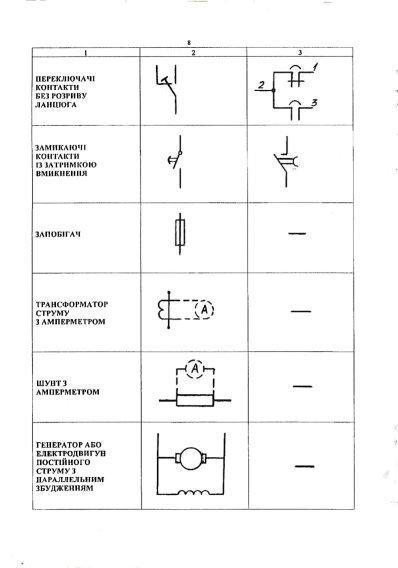 8
1 2 3
ПЕРЕКЛЮЧАЧІ
КОНТАКТИ
БЕЗ РОЗРИВУ
ЛАНЦЮГА
1
2
3
ЗАМИКАЮЧІ
КОНТАКТИ
ІЗ ЗАТРИМКОЮ
ВМИКНЕННЯ
ЗАПОБІГАЧ
—
ТРАНСФОРМАТОР
СТРУМУ
З АМПЕРМЕТРОМ
A
—
ШУНТ З
АМПЕРМЕТРОМ
A
—
ГЕНЕРАТОР АБО
ЕЛЕКТРОДВИГУН
ПОСТІЙНОГО
СТРУМУ З
ПАРАЛЛЕЛЬНИМ
ЗБУДЖЕННЯМ
—